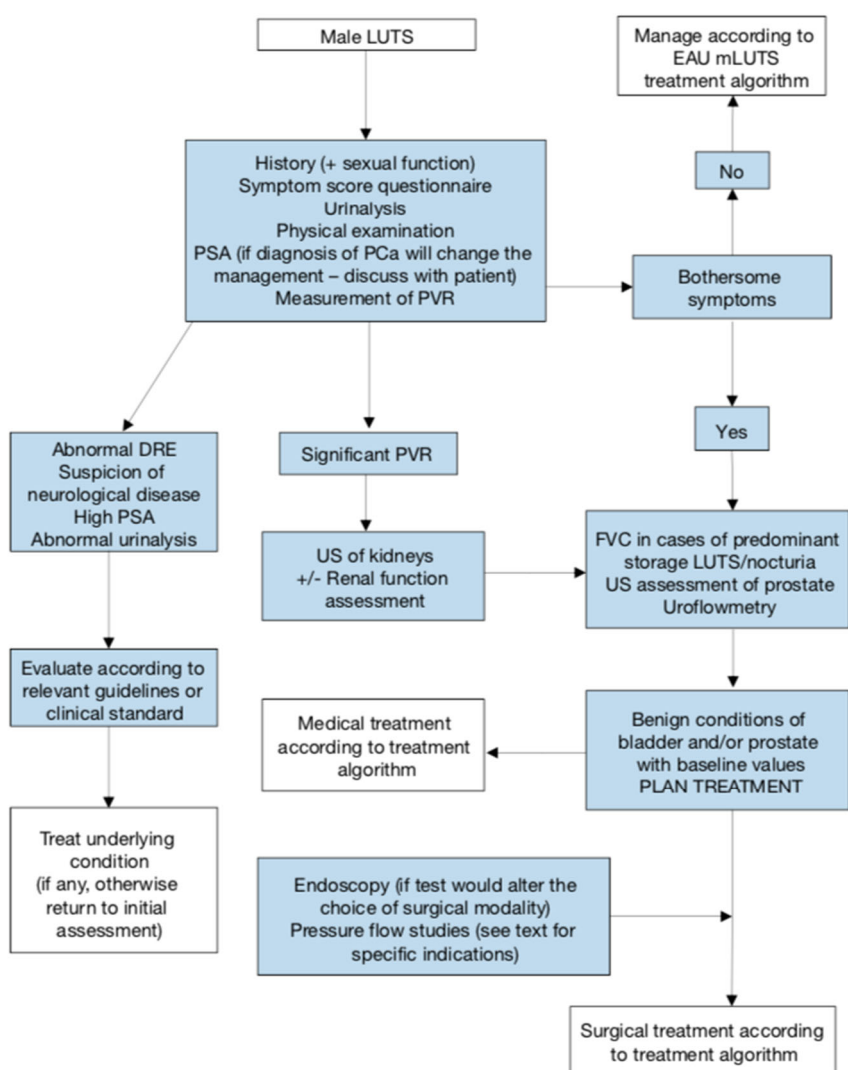 Male LUTS
Manage according to
EAU mLUTS
treatment algorithm
History (+ sexual function)
Symptom score questionnaire
Urinalysis
Physical examination
PSA (if diagnosis of PCa will change the
management – discuss with patient)
Measurement of PVR
No
Bothersome
symptoms
Yes
Abnormal DRE
Suspicion of
neurological disease
High PSA
Abnormal urinalysis
Significant PVR
US of kidneys
+/- Renal function
assessment
FVC in cases of predominant
storage LUTS/nocturia
US assessment of prostate
Uroflowmetry
Evaluate according to
relevant guidelines or
clinical standard
Medical treatment
according to treatment
algorithm
Benign conditions of
bladder and/or prostate
with baseline values
PLAN TREATMENT
Treat underlying
condition
(if any, otherwise
return to initial
assessment)
Endoscopy (if test would alter the
choice of surgical modality)
Pressure flow studies (see text for
specific indications)
Surgical treatment according
to treatment algorithm